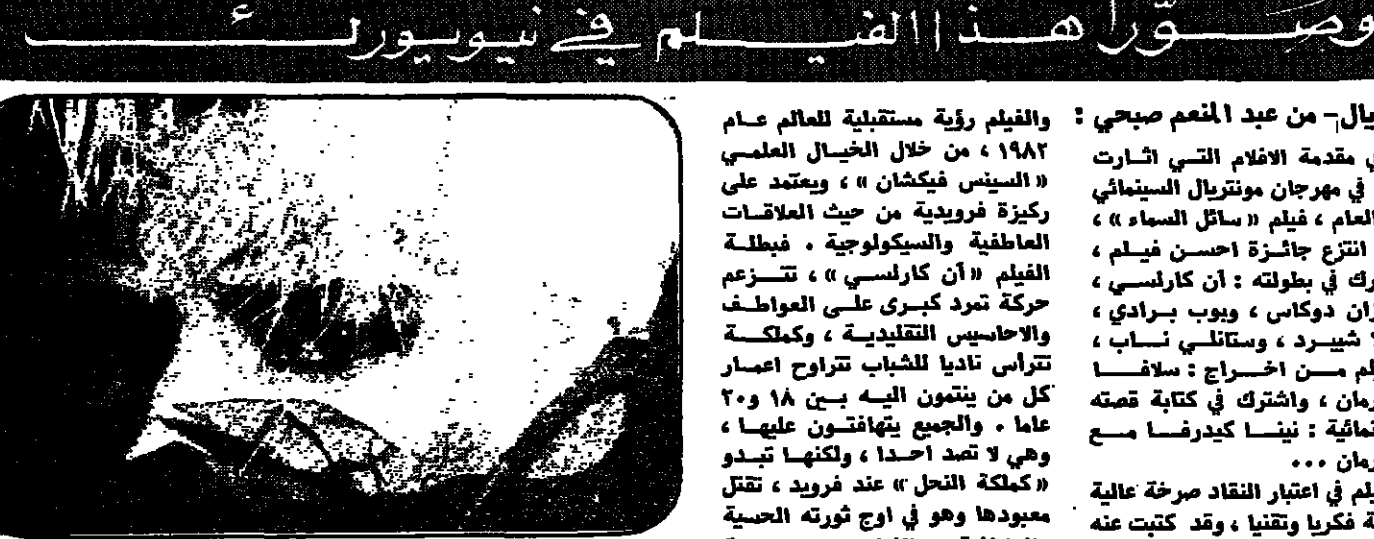 وصوّرا هذا الفيلم في نيويورك
ريال - من عبد المنعم صبحي :
ي مقدمة الافلام التي اثارت
في مهرجان مونتريال السينمائي
العام ، فيلم « سائل السماء » ،
انتزع جائزة احسن فيلم ،
رك في بطولته : آن كارلسي ،
زان دوكاس ، وبوب برادي ،
لا شيبرد ، وستانلي ناب ،
لم من اخراج : سلافا
رمان ، واشترك في كتابة قصته
نمائية : نينا كيدرفا مع
رمان ...
يلم في اعتبار النقاد صرخة عالية
ة فكريا وتقنيا ، وقد كتبت عنه
والفيلم رؤية مستقبلية للعالم عام
١٩٨٢ ، من خلال الخيال العلمي
« السينس فيكشان » ، ويعتمد على
ركيزة فرويدية من حيث العلاقات
العاطفية والسيكولوجية . فبطلة
الفيلم « آن كارلسي » ، تتزعم
حركة تمرد كبرى على العواطف
والاحاسيس التقليدية ، وكملكة
تترأس ناديا للشباب تتراوح اعمار
كل من ينتمون اليه بين ١٨ و٢٠
عاما . والجميع يتهافتون عليها ،
وهي لا تصد احدا ، ولكنها تبدو
« كملكة النحل » عند فرويد ، تقتل
معبودها وهو في اوج ثورته الحسية